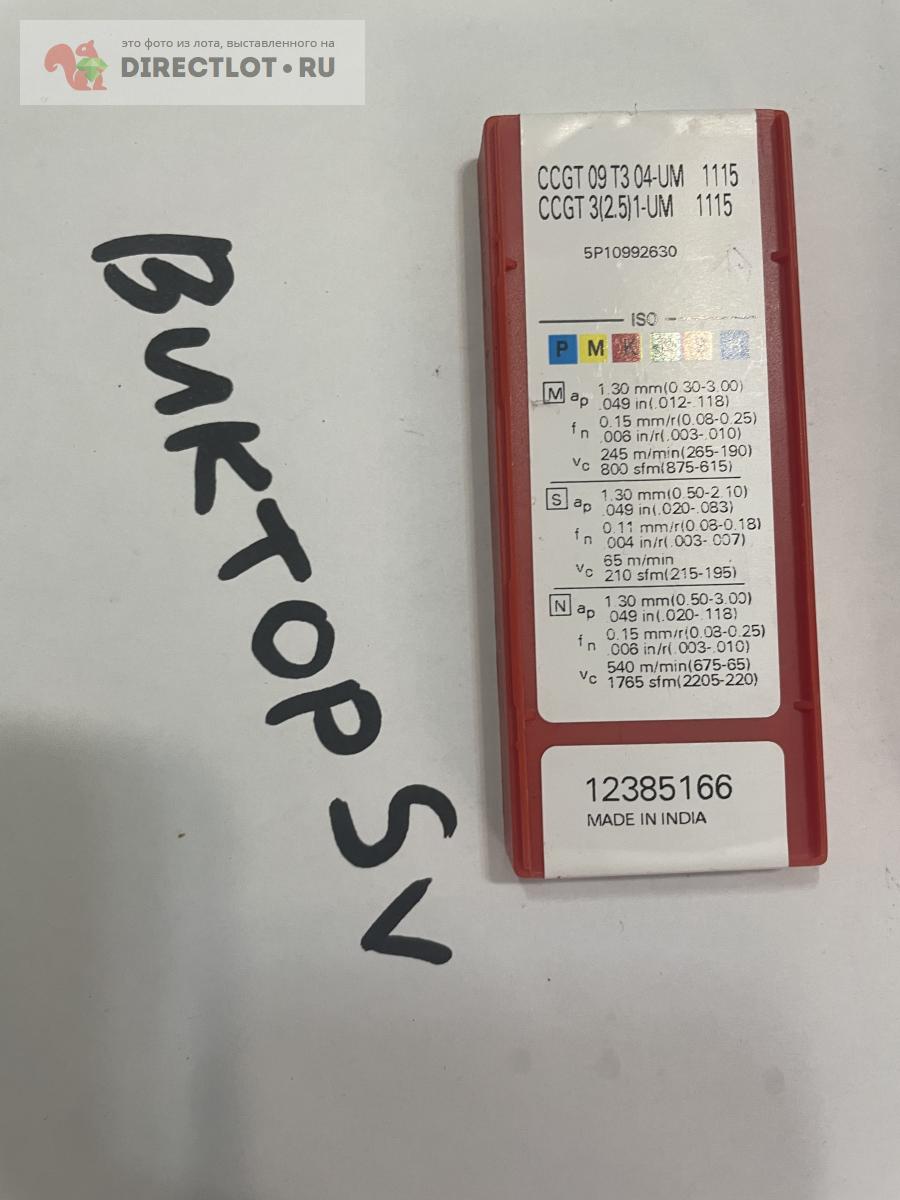 это фото из лота, выставленного на
DIRECTLOT•RU
ВИКТОР SV
CCGT 09 T3 04-UM 1115
CCGT 3(2.5)1-UM 1115
5P10992630
ISO
P M K
M ap 1.30 mm(0.30-3.00)
.049 in(.012-.118)
fn 0.15 mm/r(0.08-0.25)
.006 in/r(.003-.010)
vc 245 m/min(265-190)
800 sfm(875-615)
S ap 1.30 mm(0.50-2.10)
.049 in(.020-.083)
fn 0.11 mm/r(0.08-0.18)
.004 in/r(.003-.007)
vc 65 m/min
210 sfm(215-195)
N ap 1.30 mm(0.50-3.00)
.049 in(.020-.118)
fn 0.15 mm/r(0.08-0.25)
.006 in/r(.003-.010)
vc 540 m/min(675-65)
1765 sfm(2205-220)
12385166
MADE IN INDIA